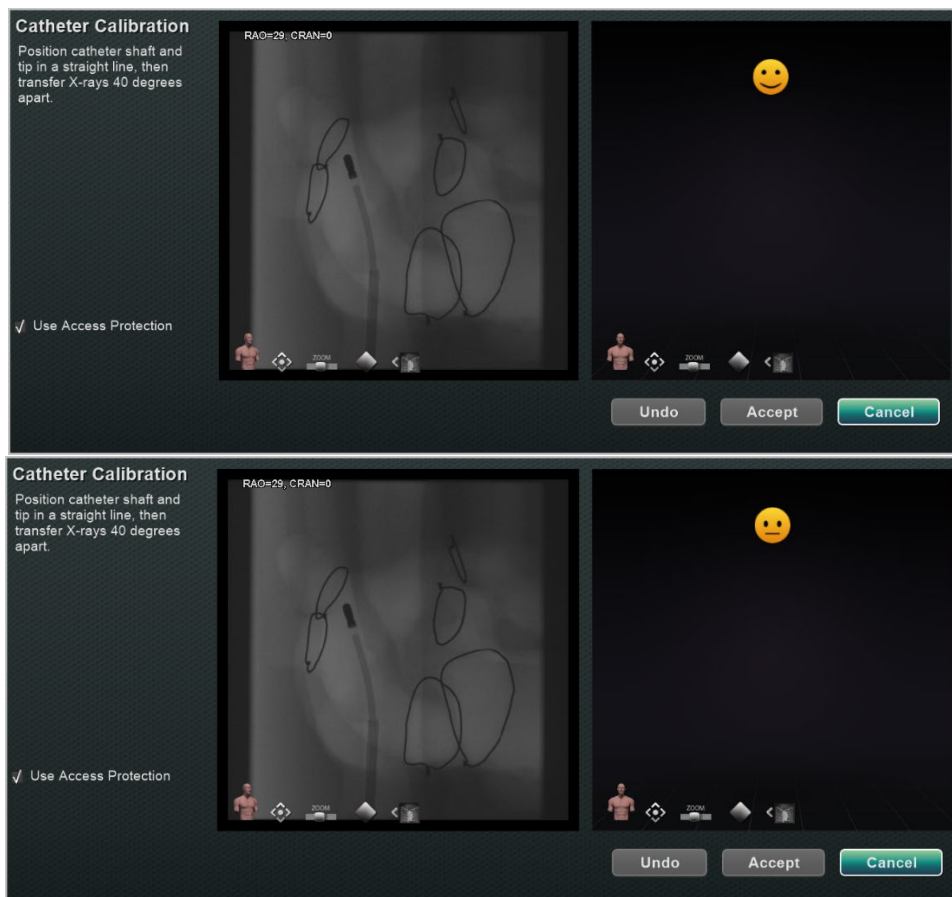 Catheter Calibration
Position catheter shaft and
tip in a straight line, then
transfer X-rays 40 degrees
apart.
RAO=29, CRAN=0
√ Use Access Protection
ZOOM
ZOOM
Undo
Accept
Cancel
Catheter Calibration
Position catheter shaft and
tip in a straight line, then
transfer X-rays 40 degrees
apart.
RAO=29, CRAN=0
√ Use Access Protection
ZOOM
ZOOM
Undo
Accept
Cancel